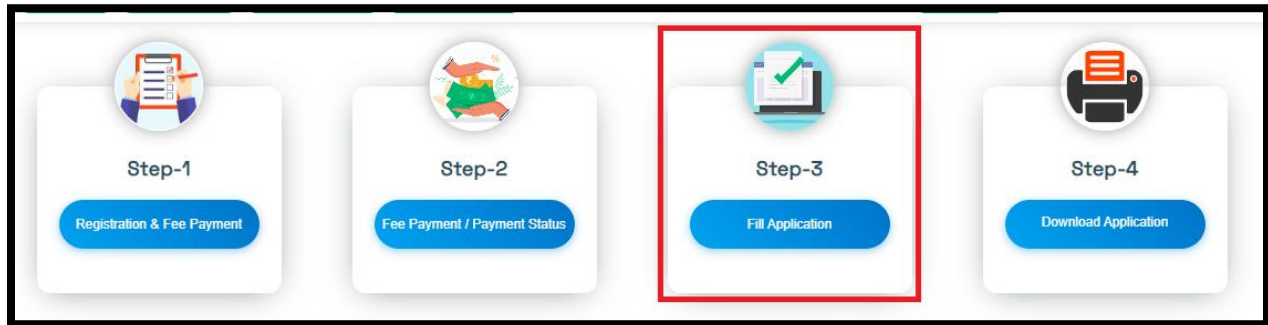 Step-1
Registration & Fee Payment
Step-2
Fee Payment / Payment Status
Step-3
Fill Application
Step-4
Download Application